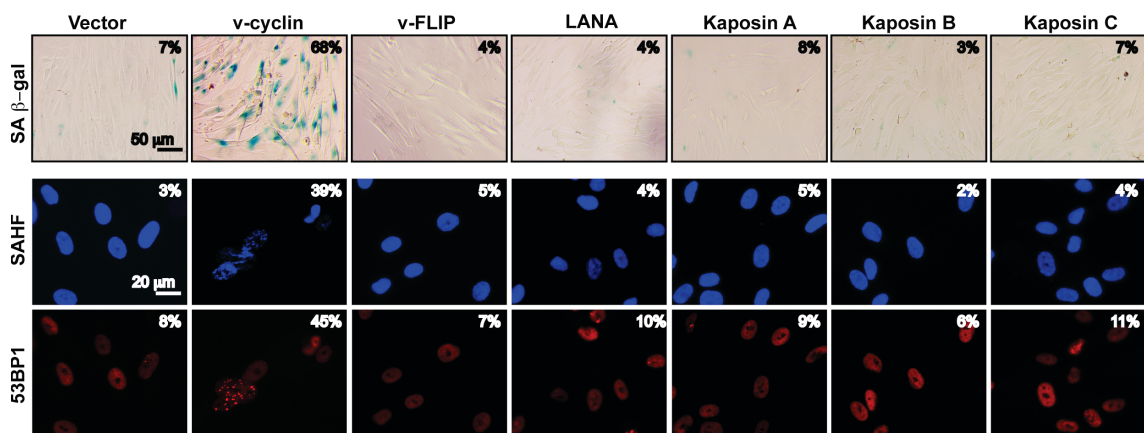 Vector v-cyclin v-FLIP LANA Kaposin A Kaposin B Kaposin C
SA β-gal 7% 68% 4% 4% 8% 3% 7%
50 μm
SAHF 3% 39% 5% 4% 5% 2% 4%
20 μm
53BP1 8% 45% 7% 10% 9% 6% 11%